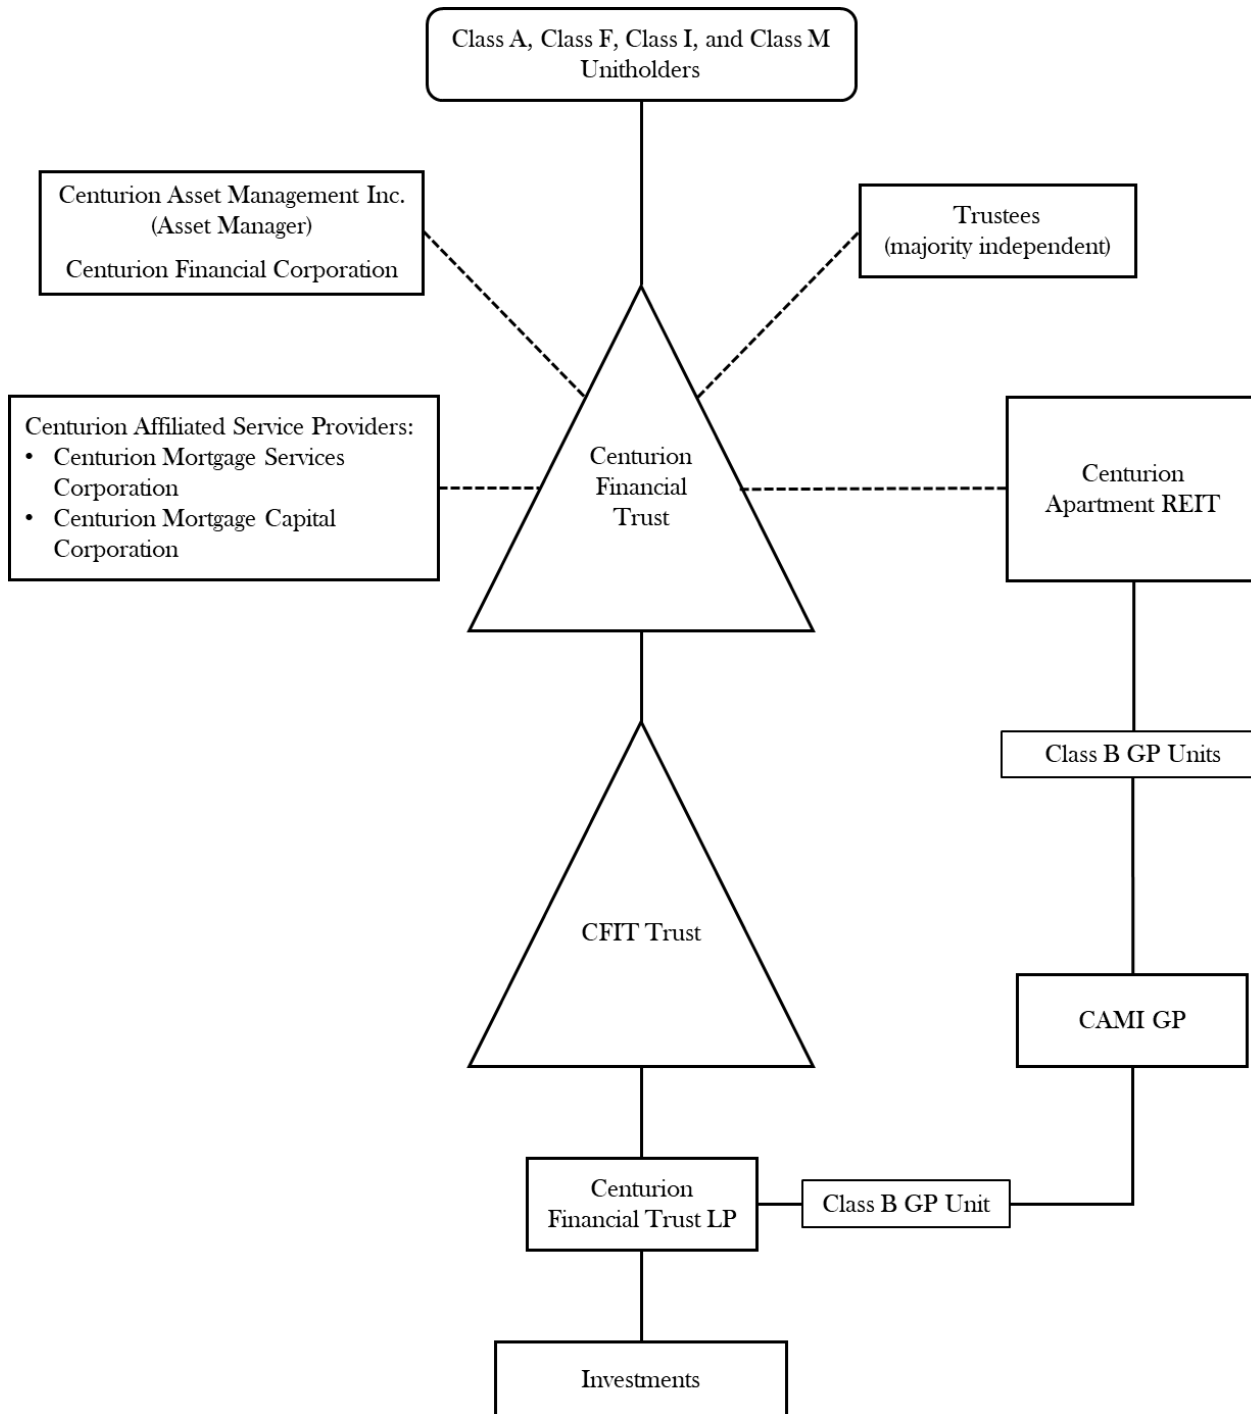 Class A, Class F, Class I, and Class M
Unitholders
Centurion Asset Management Inc.
(Asset Manager)
Centurion Financial Corporation
Trustees
(majority independent)
Centurion Affiliated Service Providers:
• Centurion Mortgage Services
Corporation
• Centurion Mortgage Capital
Corporation
Centurion
Financial
Trust
Centurion
Apartment REIT
Class B GP Units
CFIT Trust
CAMI GP
Centurion
Financial Trust LP
Class B GP Unit
Investments